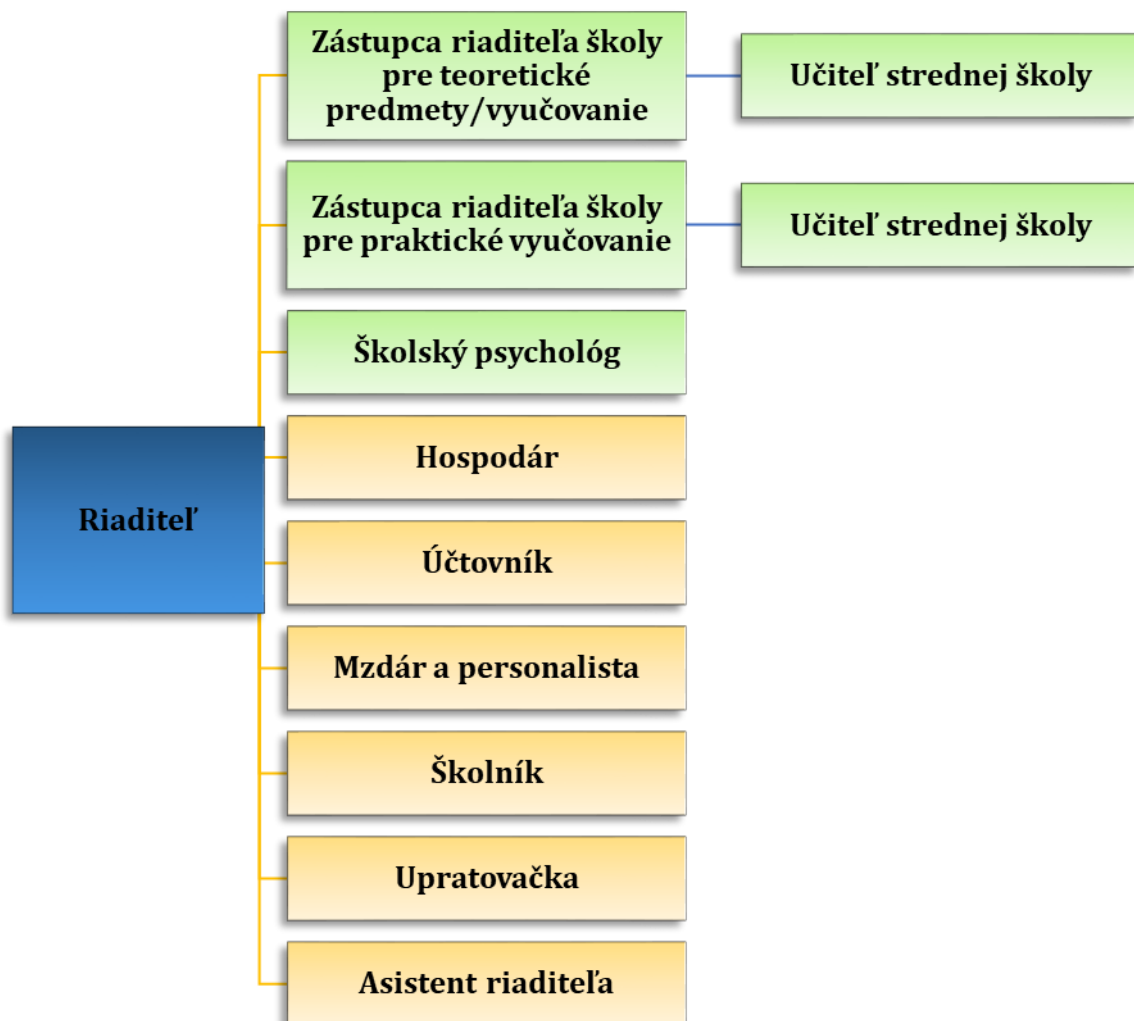 Zástupca riaditeľa školy
pre teoretické
predmety/vyučovanie
Učiteľ strednej školy
Zástupca riaditeľa školy
pre praktické vyučovanie
Učiteľ strednej školy
Školský psychológ
Riaditeľ
Hospodár
Účtovník
Mzdár a personalista
Školník
Upratovačka
Asistent riaditeľa